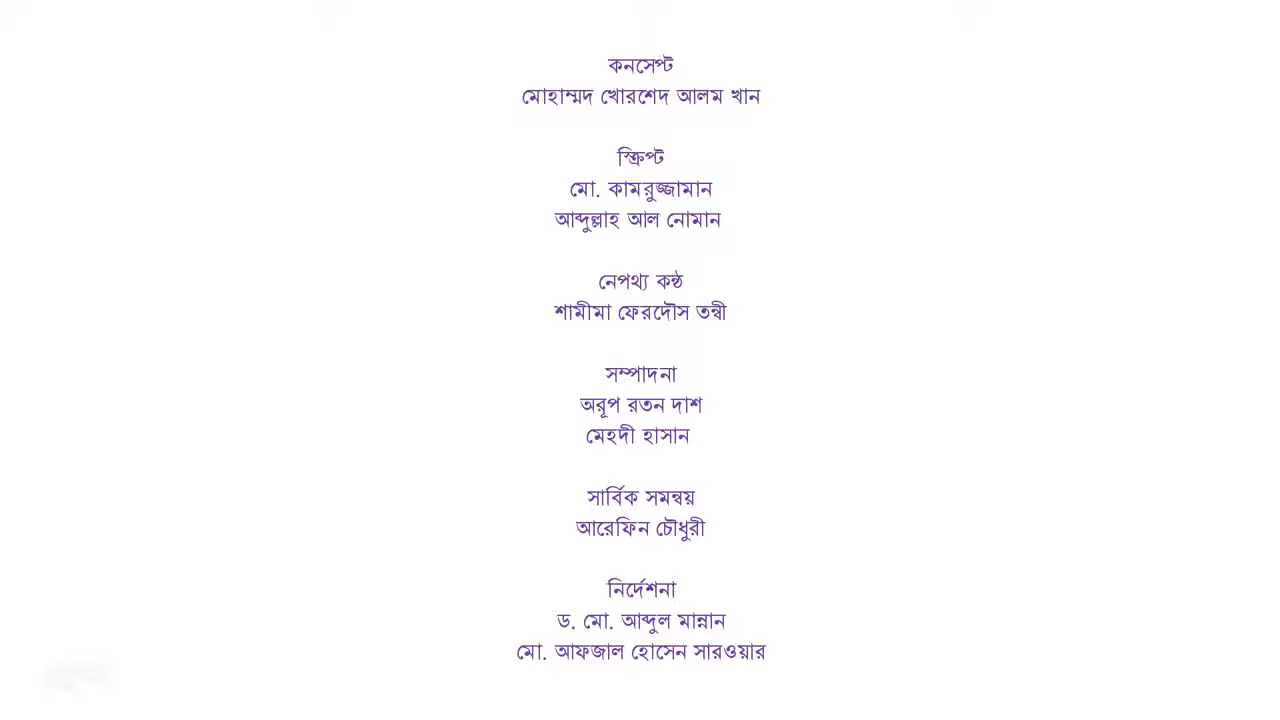 কনসেপ্ট
মোহাম্মদ খোরশেদ আলম খান
স্ক্রিপ্ট
মো. কামরুজ্জামান
আব্দুল্লাহ আল নোমান
নেপথ্য কন্ঠ
শামীমা ফেরদৌস তন্বী
সম্পাদনা
অরূপ রতন দাশ
মেহদী হাসান
সার্বিক সমন্বয়
আরেফিন চৌধুরী
নির্দেশনা
ড. মো. আব্দুল মান্নান
মো. আফজাল হোসেন সারওয়ার